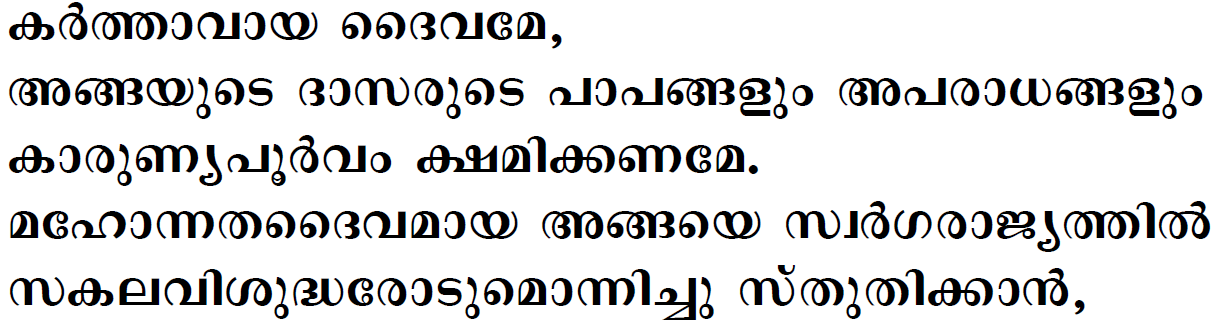 കർത്താവായ ദൈവമേ,
അങ്ങയുടെ ദാസരുടെ പാപങ്ങളും അപരാധങ്ങളും
കാരുണ്യപൂർവം ക്ഷമിക്കണമേ.
മഹോന്നതദൈവമായ അങ്ങയെ സ്വർഗരാജ്യത്തിൽ
സകലവിശുദ്ധരോടുമൊന്നിച്ചു സ്തുതിക്കാൻ,